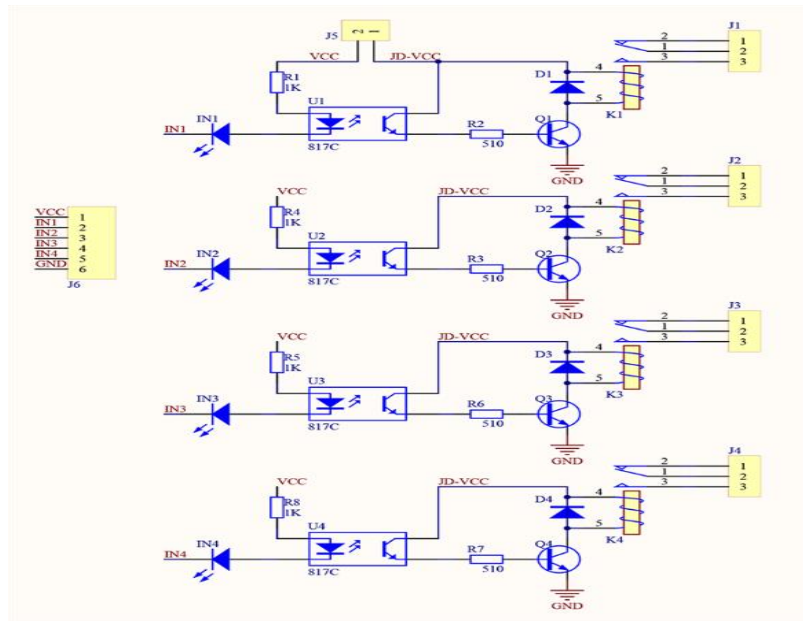 J5
2 1
VCC JD-VCC
R1
1K
U1
IN1
IN1
817C
R2
510
D1
Q1
4
5
K1
GND
2
1
3
J1
1
2
3
VCC
R4
1K
U2
IN2
IN2
817C
JD-VCC
R3
510
D2
Q2
4
5
K2
GND
2
1
3
J2
1
2
3
VCC 1
IN1 2
IN2 3
IN3 4
IN4 5
GND 6
J6
VCC
R5
1K
U3
IN3
IN3
817C
JD-VCC
R6
510
D3
Q3
4
5
K3
GND
2
1
3
J3
1
2
3
VCC
R8
1K
U4
IN4
IN4
817C
JD-VCC
R7
510
D4
Q4
4
5
K4
GND
2
1
3
J4
1
2
3